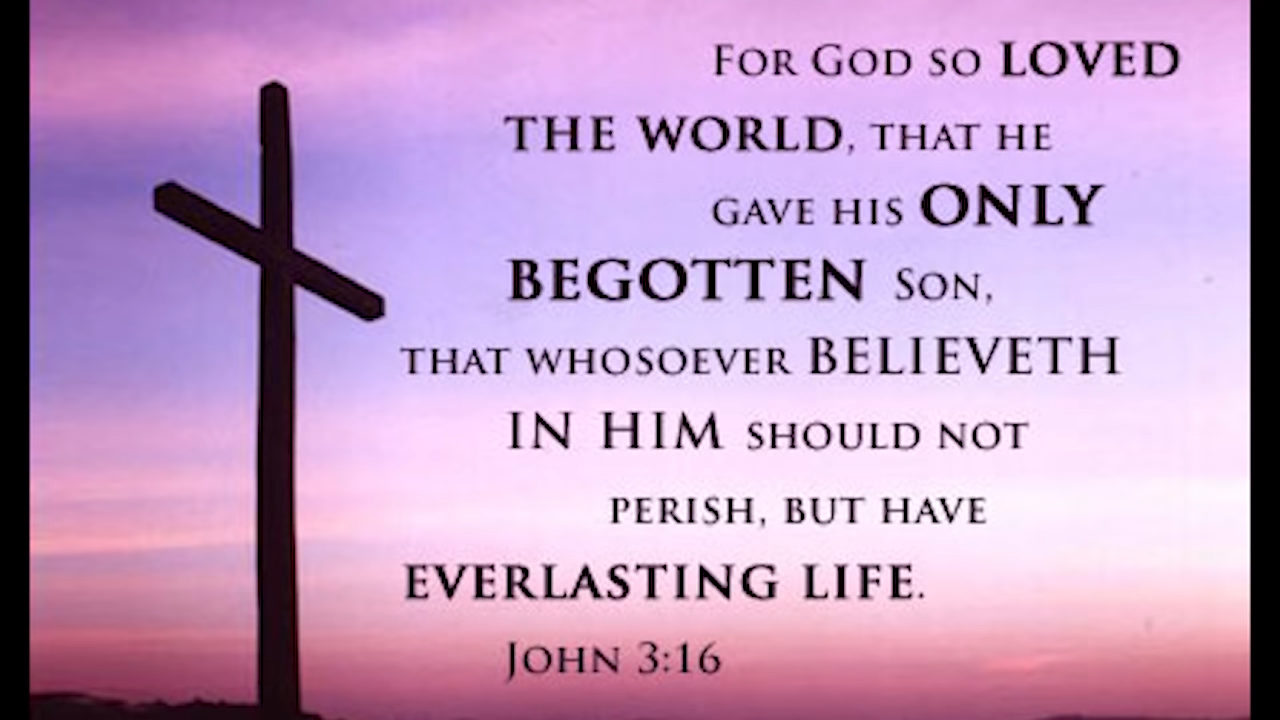 For God so LOVED
THE WORLD, THAT HE
GAVE HIS ONLY
BEGOTTEN SON,
THAT WHOSOEVER BELIEVETH
IN HIM SHOULD NOT
PERISH, BUT HAVE
EVERLASTING LIFE.
JOHN 3:16